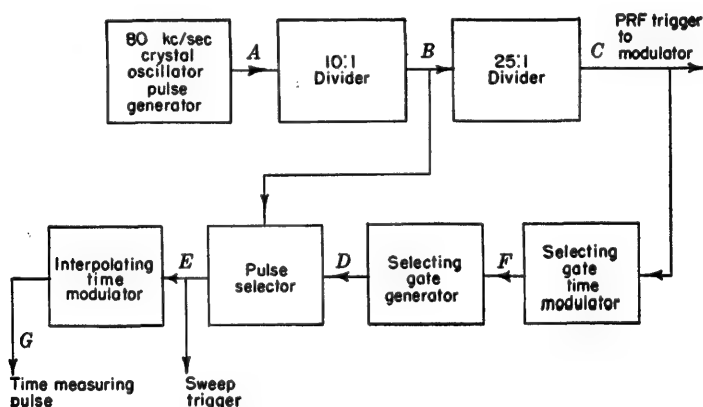 80 kc/sec
crystal
oscillator
pulse
generator
A
10:1
Divider
B
25:1
Divider
C
PRF trigger
to
modulator
Interpolating
time
modulator
E
Pulse
selector
D
Selecting
gate
generator
F
Selecting
gate
time
modulator
G
Time measuring
pulse
Sweep
trigger